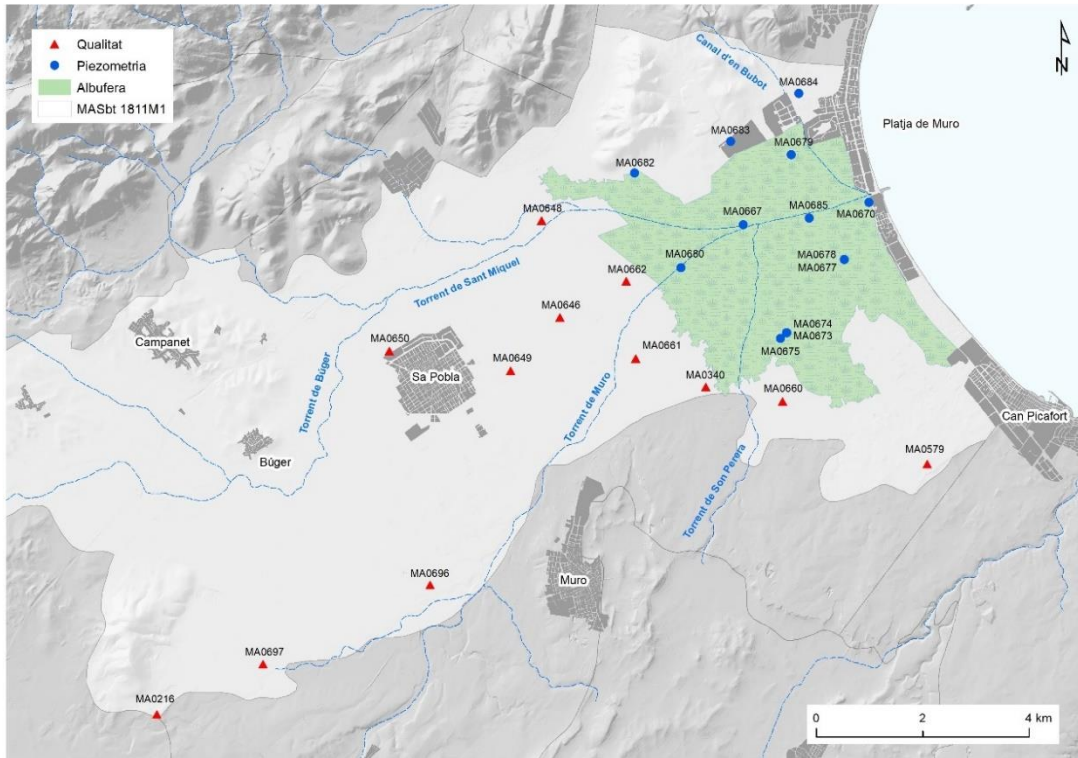 Qualitat
Piezometria
Albufera
MASbt 1811M1
Canal d'en Bubot
N
MA0684
Platja de Muro
MA0683
MA0679
MA0682
MA0648
MA0667
MA0685
MA0670
MA0680
MA0678
MA0677
MA0662
Torrent de Sant Miquel
MA0646
MA0674
MA0673
MA0675
Campanet
MA0650
MA0649
MA0661
Sa Pobla
MA0340
MA0660
Torrent de Búger
Torrent de Muro
Can Picafort
MA0579
Búger
Torrent de Son Perera
MA0696
Muro
MA0697
MA0216
0 2 4 km